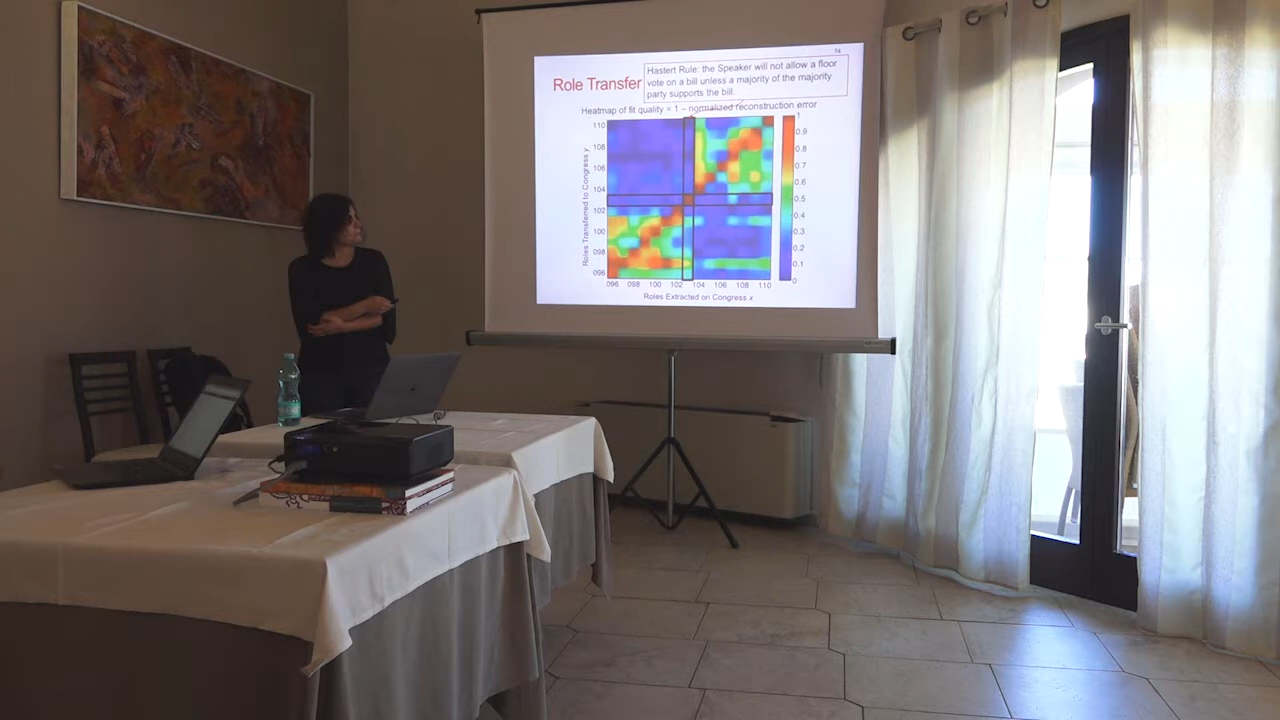 74
Role Transfer
Hastert Rule: the Speaker will not allow a floor
vote on a bill unless a majority of the majority
party supports the bill.
Heatmap of fit quality = 1 – normalized reconstruction error
Roles Transferred to Congress y
110
108
106
104
102
100
098
096
096 098 100 102 104 106 108 110
Roles Extracted on Congress x
1
0.9
0.8
0.7
0.6
0.5
0.4
0.3
0.2
0.1
0